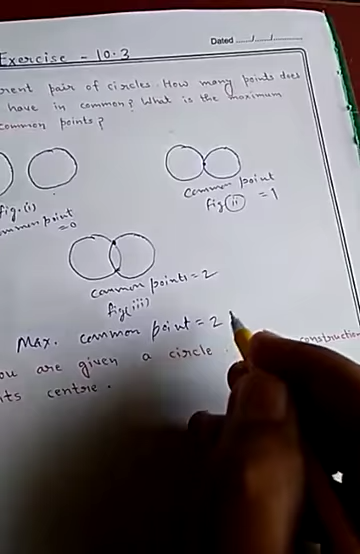 Exercise - 10.3
Dated ...../...../.....
rent pair of circles. How many points does
have in common? What is the maximum
common points?
fig.(i)
common point
=0
common point
fig (ii) = 1
common points = 2
fig(iii)
Max. common point = 2
ou are given a circle.
construction
ts centre.